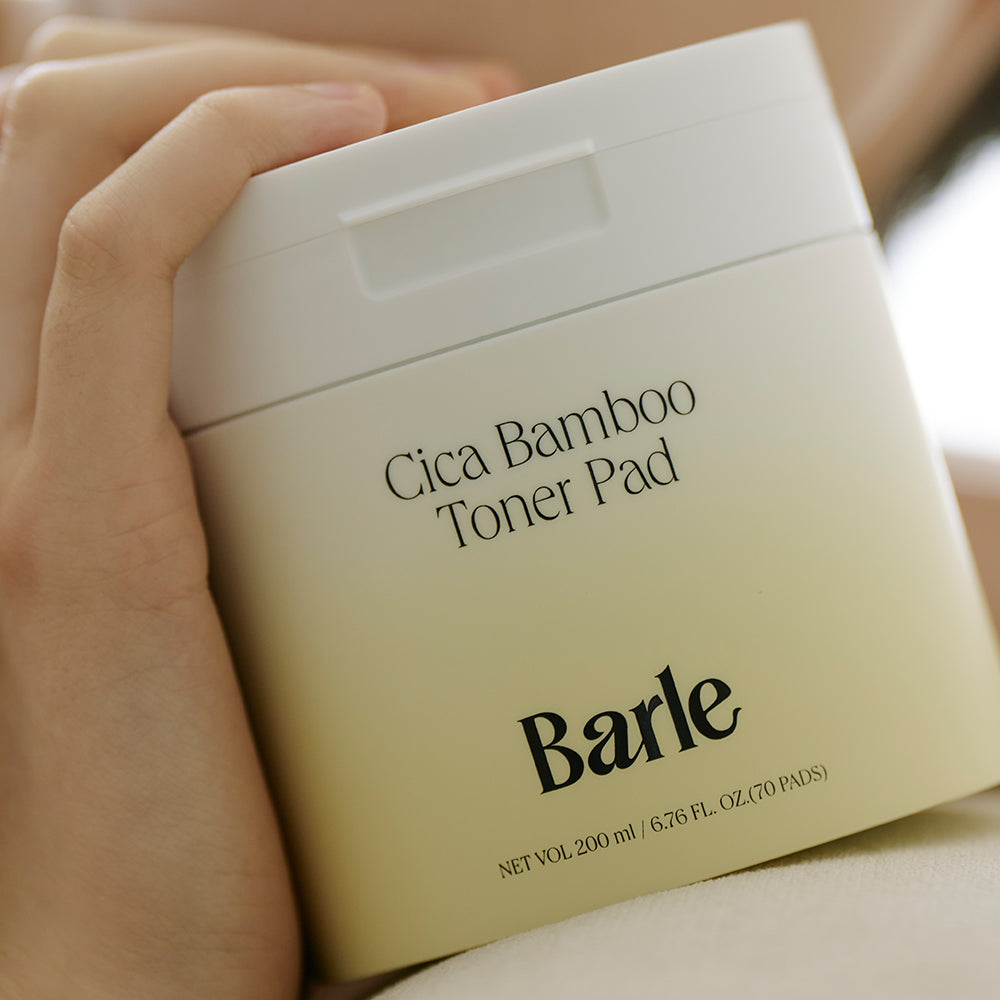 Cica Bamboo
Toner Pad
Barle
NET VOL 200 ml / 6.76 FL. OZ.(70 PADS)